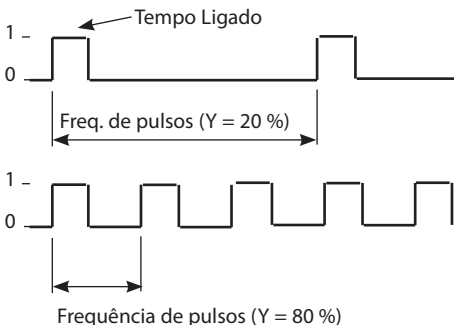 Tempo Ligado
1
0
Freq. de pulsos (Y = 20 %)
1
0
Frequência de pulsos (Y = 80 %)